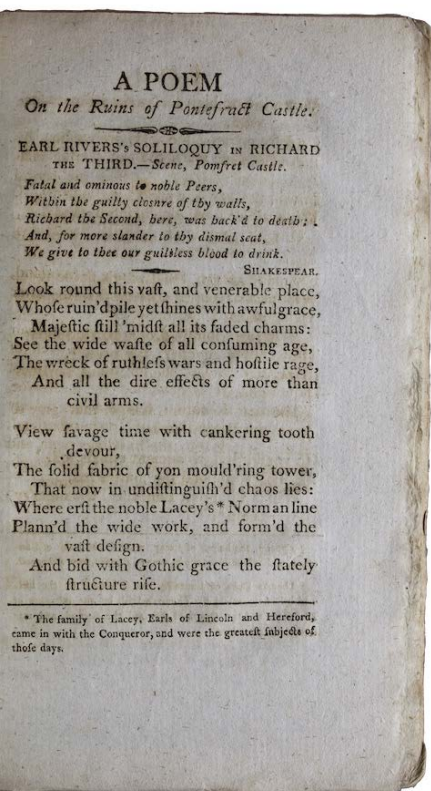 A POEM
On the Ruins of Pontefract Castle.
EARL RIVERS's SOLILOQUY IN RICHARD
THE THIRD.—Scene, Pomfret Castle.
Fatal and ominous to noble Peers,
Within the guilty closnre of thy walls,
Richard the Second, here, was hack'd to death; .
And, for more slander to thy dismal seat,
We give to thee our guiltless blood to drink.
SHAKESPEAR.
Look round this vaſt, and venerable place,
Whoſe ruin'd pile yet ſhines with awful grace,
Majeſtic ſtill 'midſt all its faded charms:
See the wide waſte of all conſuming age,
The wreck of ruthleſs wars and hoſtile rage,
And all the dire effects of more than
civil arms.
View ſavage time with cankering tooth
devour,
The ſolid fabric of yon mould'ring tower,
That now in undiſtinguiſh'd chaos lies:
Where erſt the noble Lacey's * Norman line
Plann'd the wide work, and form'd the
vaſt deſign.
And bid with Gothic grace the ſtately
ſtructure riſe.
* The family of Lacey, Earls of Lincoln and Hereford,
came in with the Conqueror, and were the greateſt ſubjects of
thoſe days.